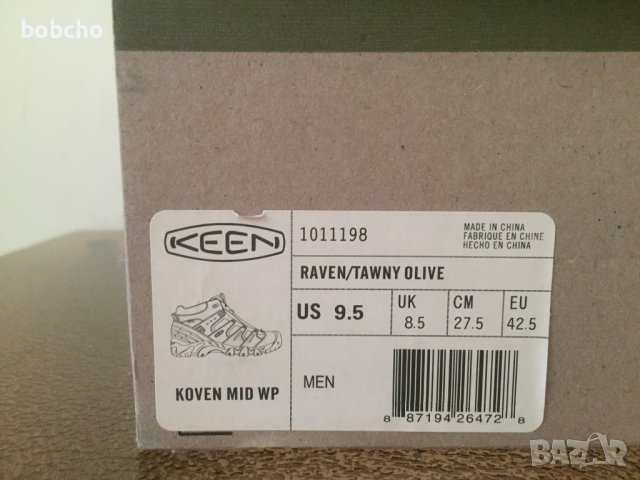 bobcho
KEEN
1011198
MADE IN CHINA
FABRIQUE EN CHINE
HECHO EN CHINA
RAVEN/TAWNY OLIVE
US 9.5
UK
8.5
CM
27.5
EU
42.5
KOVEN MID WP
MEN
8 87194 26472 8
BAZAR